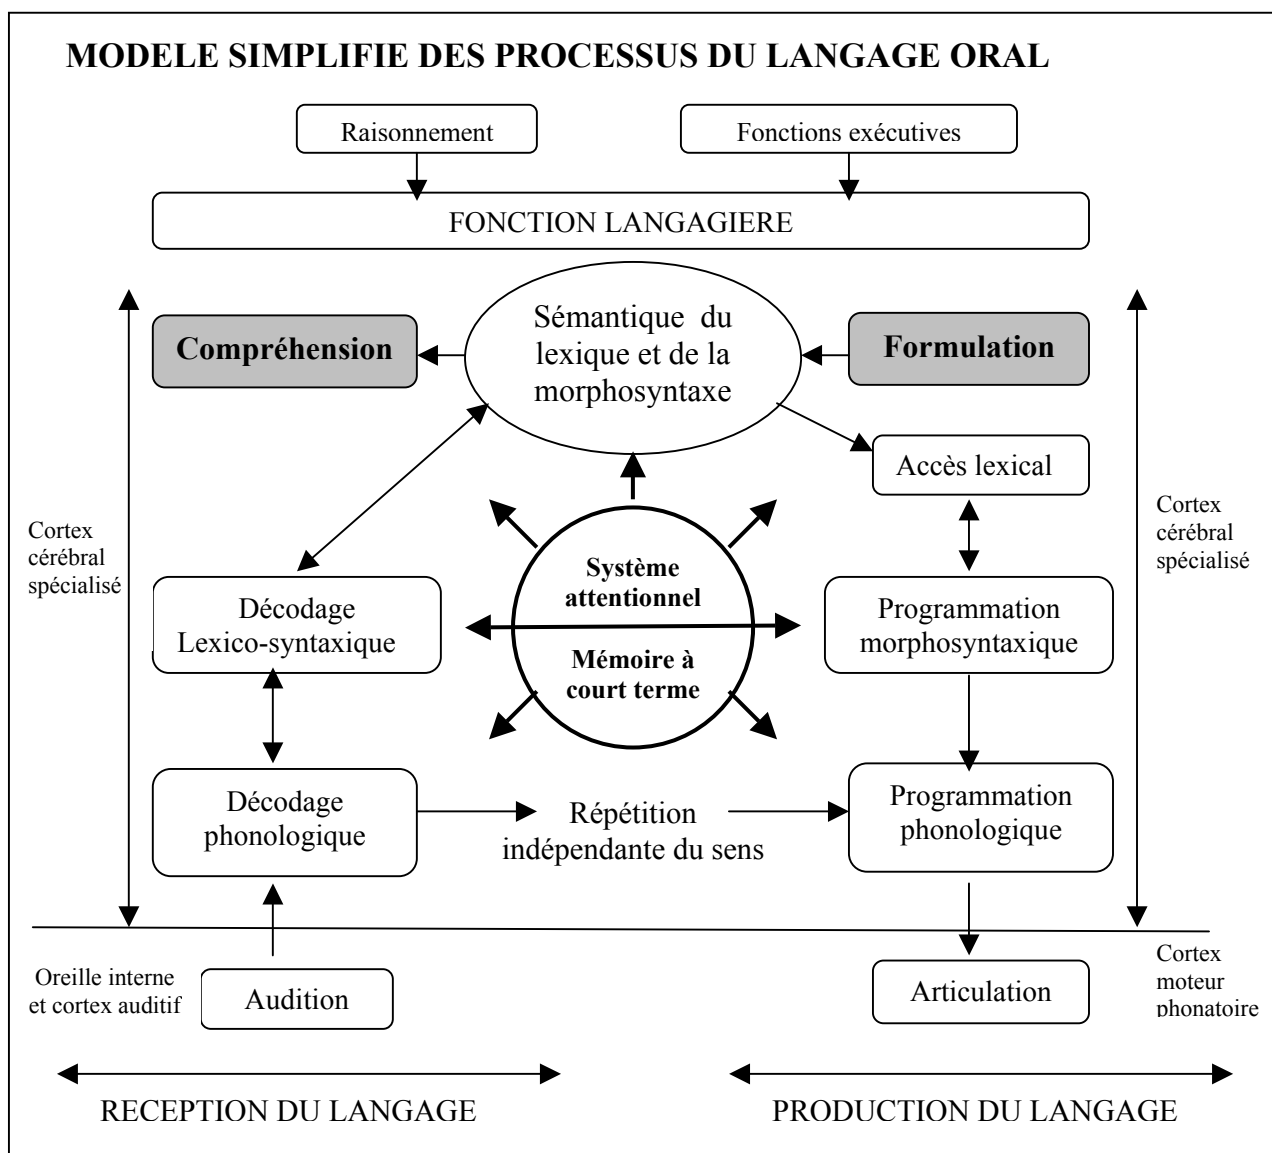 MODELE SIMPLIFIE DES PROCESSUS DU LANGAGE ORAL
Raisonnement
Fonctions exécutives
FONCTION LANGAGIERE
Compréhension
Sémantique du
lexique et de la
morphosyntaxe
Formulation
Accès lexical
Cortex
cérébral
spécialisé
Décodage
Lexico-syntaxique
Système
attentionnel
Mémoire à
court terme
Programmation
morphosyntaxique
Cortex
cérébral
spécialisé
Décodage
phonologique
Répétition
indépendante du sens
Programmation
phonologique
Oreille interne
et cortex auditif
Audition
Articulation
Cortex
moteur
phonatoire
RECEPTION DU LANGAGE
PRODUCTION DU LANGAGE